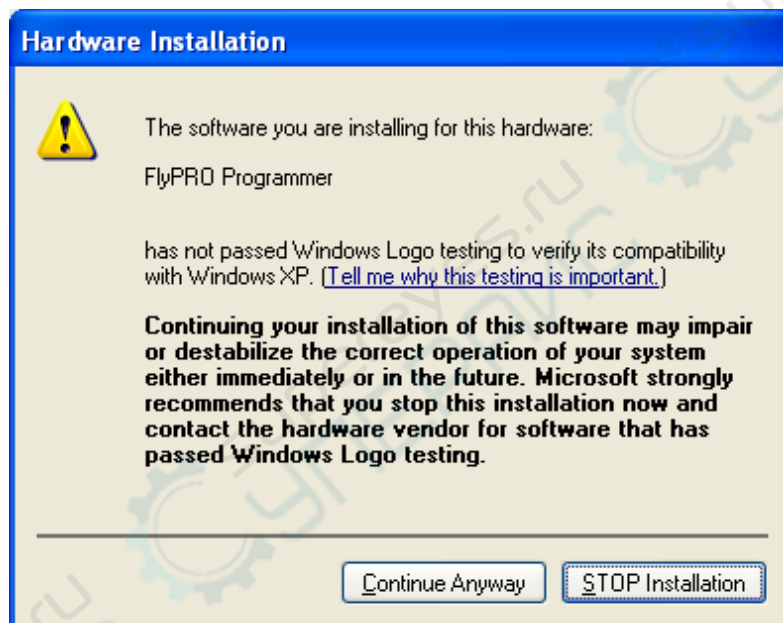 Hardware Installation
The software you are installing for this hardware:
FlyPRO Programmer
has not passed Windows Logo testing to verify its compatibility
with Windows XP. (Tell me why this testing is important.)
Continuing your installation of this software may impair
or destabilize the correct operation of your system
either immediately or in the future. Microsoft strongly
recommends that you stop this installation now and
contact the hardware vendor for software that has
passed Windows Logo testing.
Continue Anyway
STOP Installation